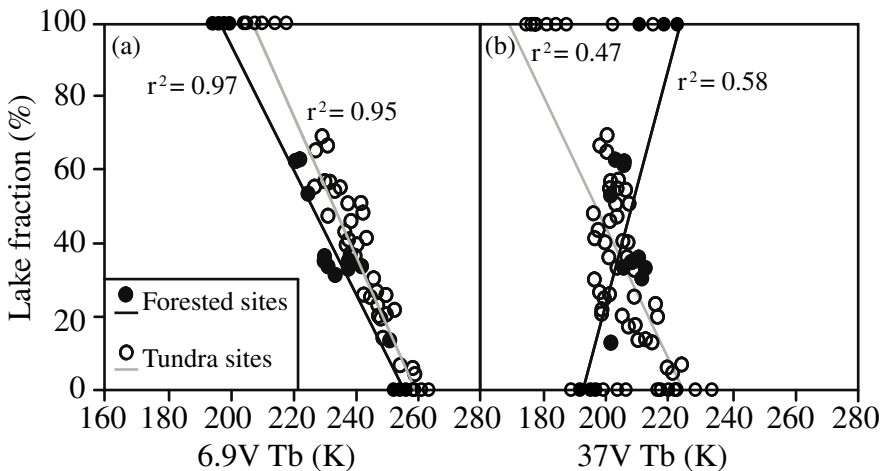 100
80
60
40
20
0
Lake fraction (%)
(a)
r² = 0.97
r² = 0.95
Forested sites
Tundra sites
160 180 200 220 240 260 280
6.9V Tb (K)
(b)
r² = 0.47
r² = 0.58
180 200 220 240 260 280
37V Tb (K)